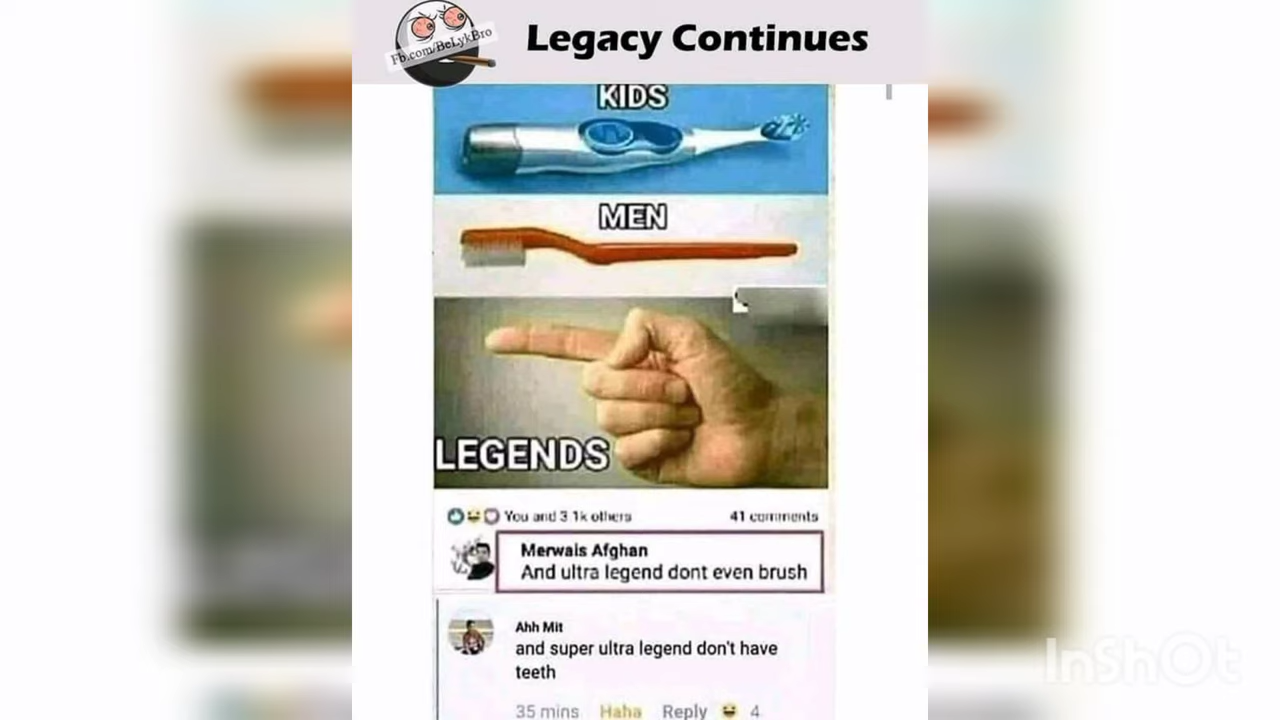 Fb.com/BeLykBro
Legacy Continues
KIDS
MEN
LEGENDS
You and 3.1k others 41 comments
Merwais Afghan
And ultra legend dont even brush
Ahh Mit
and super ultra legend don't have
teeth
35 mins Haha Reply 4
InShOt